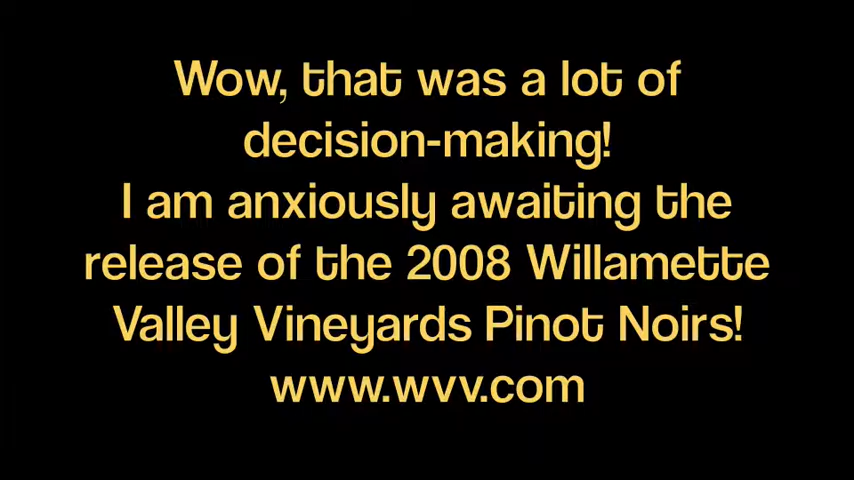 Wow, that was a lot of
decision-making!
I am anxiously awaiting the
release of the 2008 Willamette
Valley Vineyards Pinot Noirs!
www.wvv.com